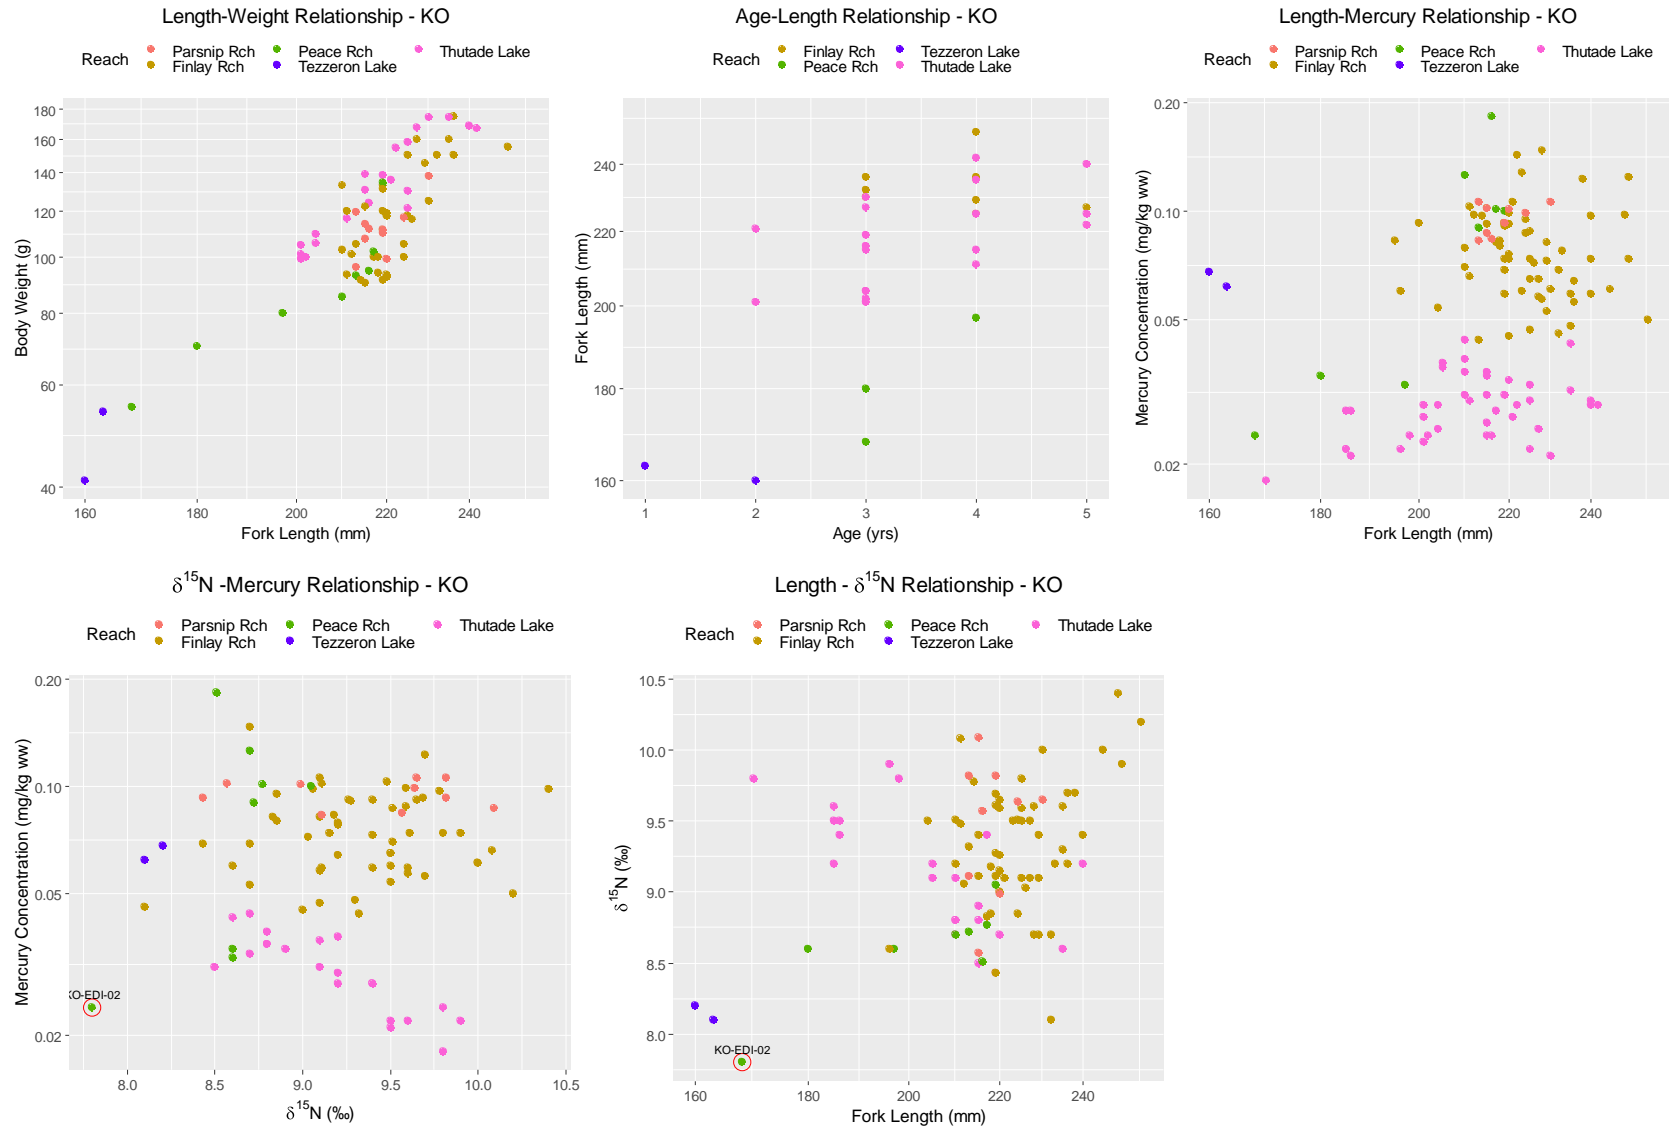 Length-Weight Relationship - KO
Reach Parsnip Rch Peace Rch Thutade Lake
Finlay Rch Tezzeron Lake
180
160
140
120
100
80
60
40
Body Weight (g)
160 180 200 220 240
Fork Length (mm)
Age-Length Relationship - KO
Reach Finlay Rch Tezzeron Lake
Peace Rch Thutade Lake
240
220
200
180
160
Fork Length (mm)
1 2 3 4 5
Age (yrs)
Length-Mercury Relationship - KO
Reach Parsnip Rch Peace Rch Thutade Lake
Finlay Rch Tezzeron Lake
0.20
0.10
0.05
0.02
Mercury Concentration (mg/kg ww)
160 180 200 220 240
Fork Length (mm)
δ15N -Mercury Relationship - KO
Reach Parsnip Rch Peace Rch Thutade Lake
Finlay Rch Tezzeron Lake
0.20
0.10
0.05
0.02
Mercury Concentration (mg/kg ww)
KO-EDI-02
8.0 8.5 9.0 9.5 10.0 10.5
δ15N (‰)
Length - δ15N Relationship - KO
Reach Parsnip Rch Peace Rch Thutade Lake
Finlay Rch Tezzeron Lake
10.5
10.0
9.5
9.0
8.5
8.0
δ15N (‰)
KO-EDI-02
160 180 200 220 240
Fork Length (mm)